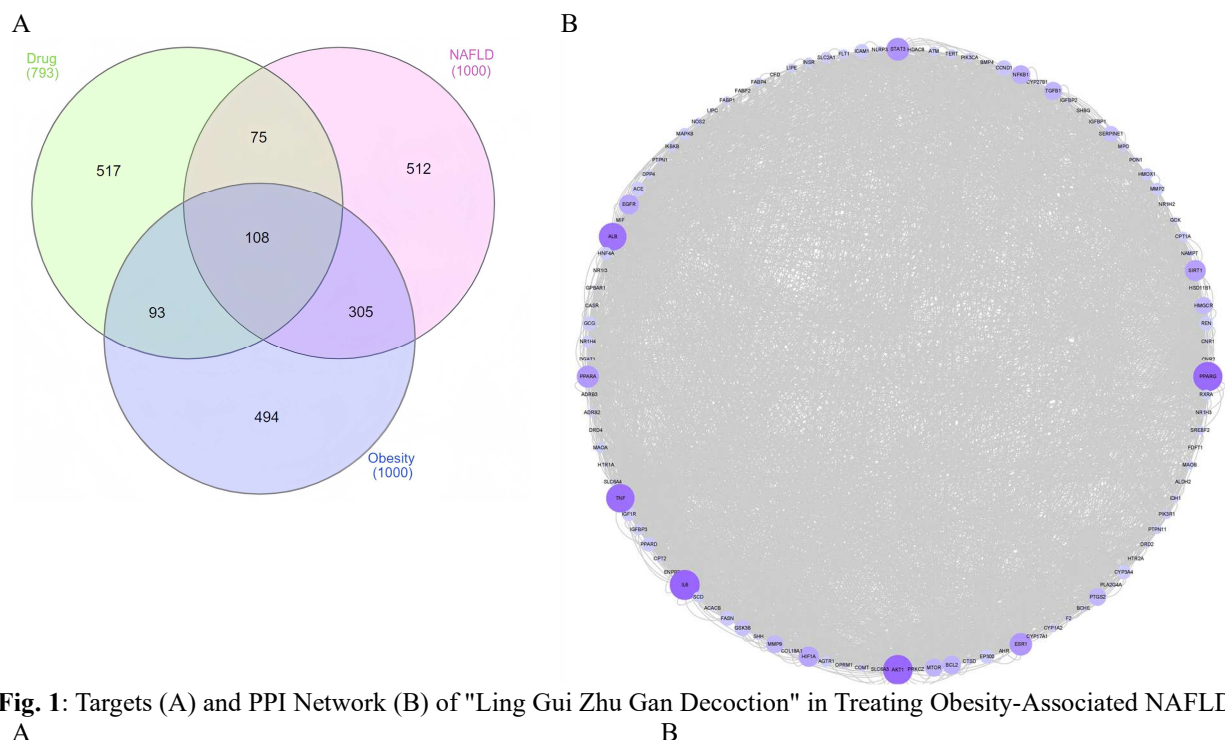 A
B
Drug
(793)
NAFLD
(1000)
75
517
512
108
93
305
494
Obesity
(1000)
STAT3
HDAC6
ATM
TERT
PIK3CA
BMP4
CCND1
NFKB1
CYP27B1
TGFB1
IGFBP2
SHBG
IGFBP1
SERPINE1
MPO
PON1
HMOX1
MMP2
NR1H2
GCK
CPT1A
NAMPT
SIRT1
HSD11B1
HMGCR
REN
CNR1
PPARG
RXRA
NR1H3
SREBF2
FDFT1
MAOB
ALDH2
IDH1
PIK3R1
PTPN11
DRD2
HTR2A
CYP3A4
PLA2G4A
PTGS2
BCHE
F2
CYP1A2
CYP17A1
ESR1
AHR
EP300
CTSD
BCL2
MTOR
PRKCZ
AKT1
SLC6A3
COMT
OPRM1
AGTR1
HIF1A
COL18A1
MMP9
SHH
GSK3B
FASN
ACACB
SCD
IL6
CPT2
PPARD
IGFBP3
IGF1R
TNF
SLC6A4
HTR1A
MAOA
DRD4
ADRB2
ADRB3
PPARA
DGAT1
NR1H4
GCG
CASR
GPBAR1
NR1I3
HNF4A
ALB
MIF
EGFR
ACE
DPP4
PTPN1
IKBKB
MAPK8
NOS2
LIPC
FABP1
FABP2
FABP4
CFD
LIPE
INSR
SLC2A1
FLT1
ICAM1
NLRP3
Fig. 1: Targets (A) and PPI Network (B) of "Ling Gui Zhu Gan Decoction" in Treating Obesity-Associated NAFLD
A
B